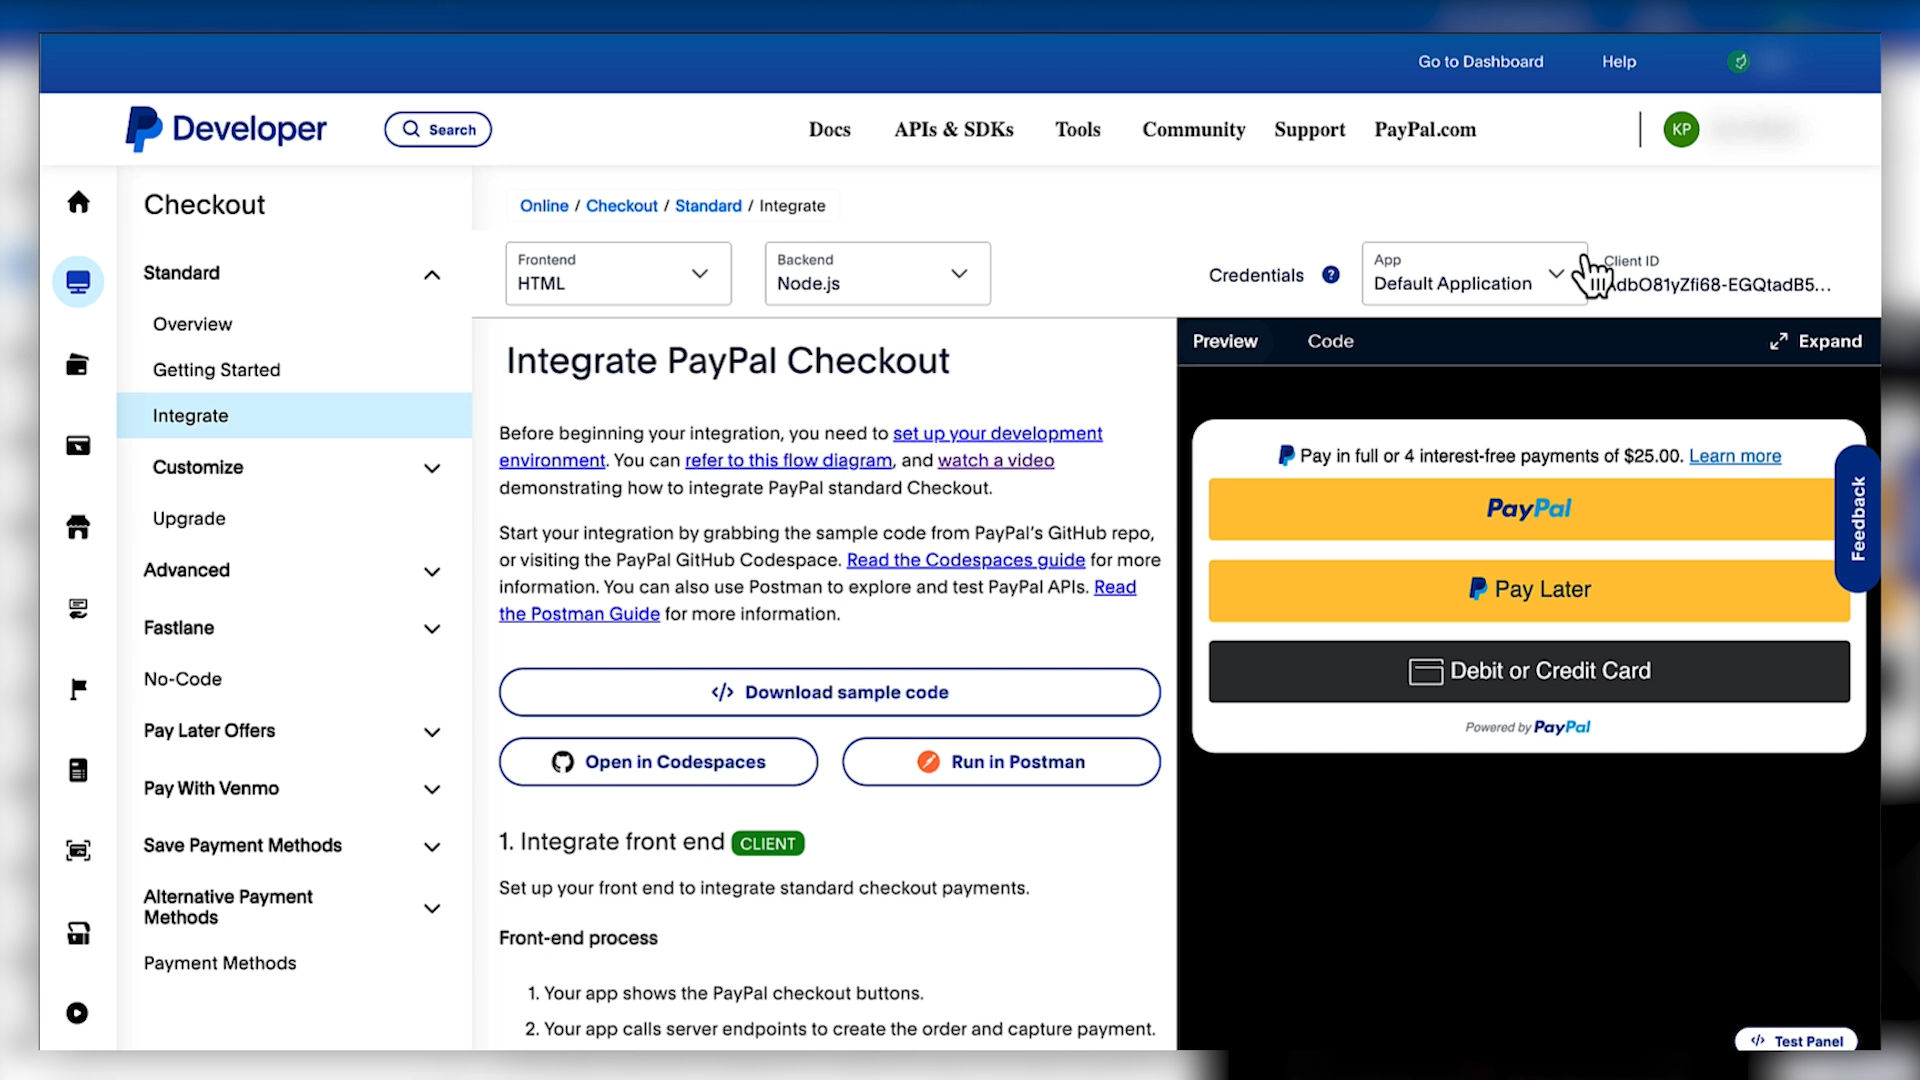 Go to Dashboard
Help
Developer
Search
Docs
APIs & SDKs
Tools
Community
Support
PayPal.com
KP
Checkout
Standard
Overview
Getting Started
Integrate
Customize
Upgrade
Advanced
Fastlane
No-Code
Pay Later Offers
Pay With Venmo
Save Payment Methods
Alternative Payment
Methods
Payment Methods
Online / Checkout / Standard / Integrate
Frontend
HTML
Backend
Node.js
Credentials ?
App
Default Application
Client ID
dbO81yZfi68-EGQtadB5...
Integrate PayPal Checkout
Before beginning your integration, you need to set up your development
environment. You can refer to this flow diagram, and watch a video
demonstrating how to integrate PayPal standard Checkout.
Start your integration by grabbing the sample code from PayPal's GitHub repo,
or visiting the PayPal GitHub Codespace. Read the Codespaces guide for more
information. You can also use Postman to explore and test PayPal APIs. Read
the Postman Guide for more information.
</> Download sample code
Open in Codespaces
Run in Postman
1. Integrate front end CLIENT
Set up your front end to integrate standard checkout payments.
Front-end process
1. Your app shows the PayPal checkout buttons.
2. Your app calls server endpoints to create the order and capture payment.
Preview
Code
Expand
Pay in full or 4 interest-free payments of $25.00. Learn more
PayPal
Pay Later
Debit or Credit Card
Powered by PayPal
Feedback
</> Test Panel